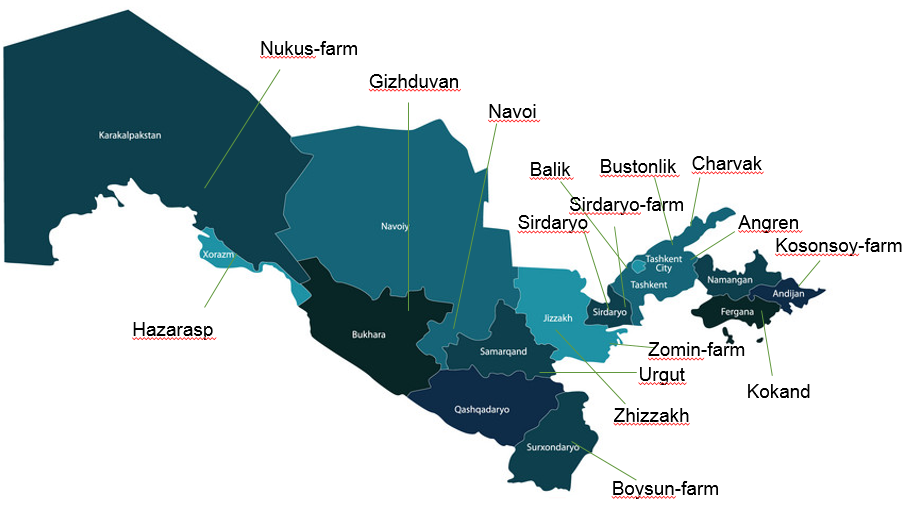 Nukus-farm
Gizhduvan
Navoi
Karakalpakstan
Balik
Bustonlik
Charvak
Sirdaryo-farm
Sirdaryo
Angren
Navoiy
Kosonsoy-farm
Xorazm
Tashkent
City
Tashkent
Namangan
Andijan
Hazarasp
Bukhara
Jizzakh
Sirdaryo
Fergana
Samarqand
Zomin-farm
Urgut
Kokand
Qashqadaryo
Zhizzakh
Surxondaryo
Boysun-farm